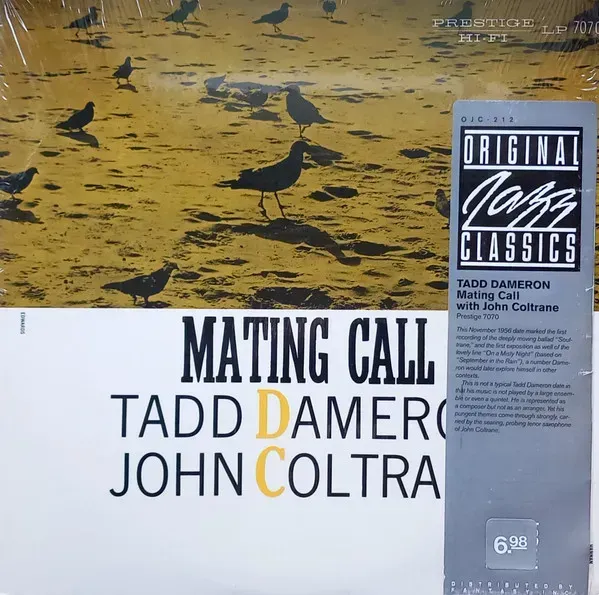 PRESTIGE LP 7070
HI-FI
OJC-212
ORIGINAL
Jazz
CLASSICS
TADD DAMERON
Mating Call
with John Coltrane
Prestige 7070
This November 1956 date marked the first
recording of the deeply moving ballad "Soul-
trane," and the first exposition as well of the
lovely line "On a Misty Night" (based on
"September in the Rain"), a number Dame-
ron would later explore himself in other
contexts.
This is not a typical Tadd Dameron date in
that his music is not played by a large ensem-
ble or even a quintet. He is represented as
a composer but not as an arranger. Yet his
pungent themes come through strongly, car-
ried by the searing, probing tenor saxophone
of John Coltrane.
EDWARDS
MATING CALL
TADD DAMERO
JOHN COLTRA
6.98
DISTRIBUTED BY
FANTASY, INC.